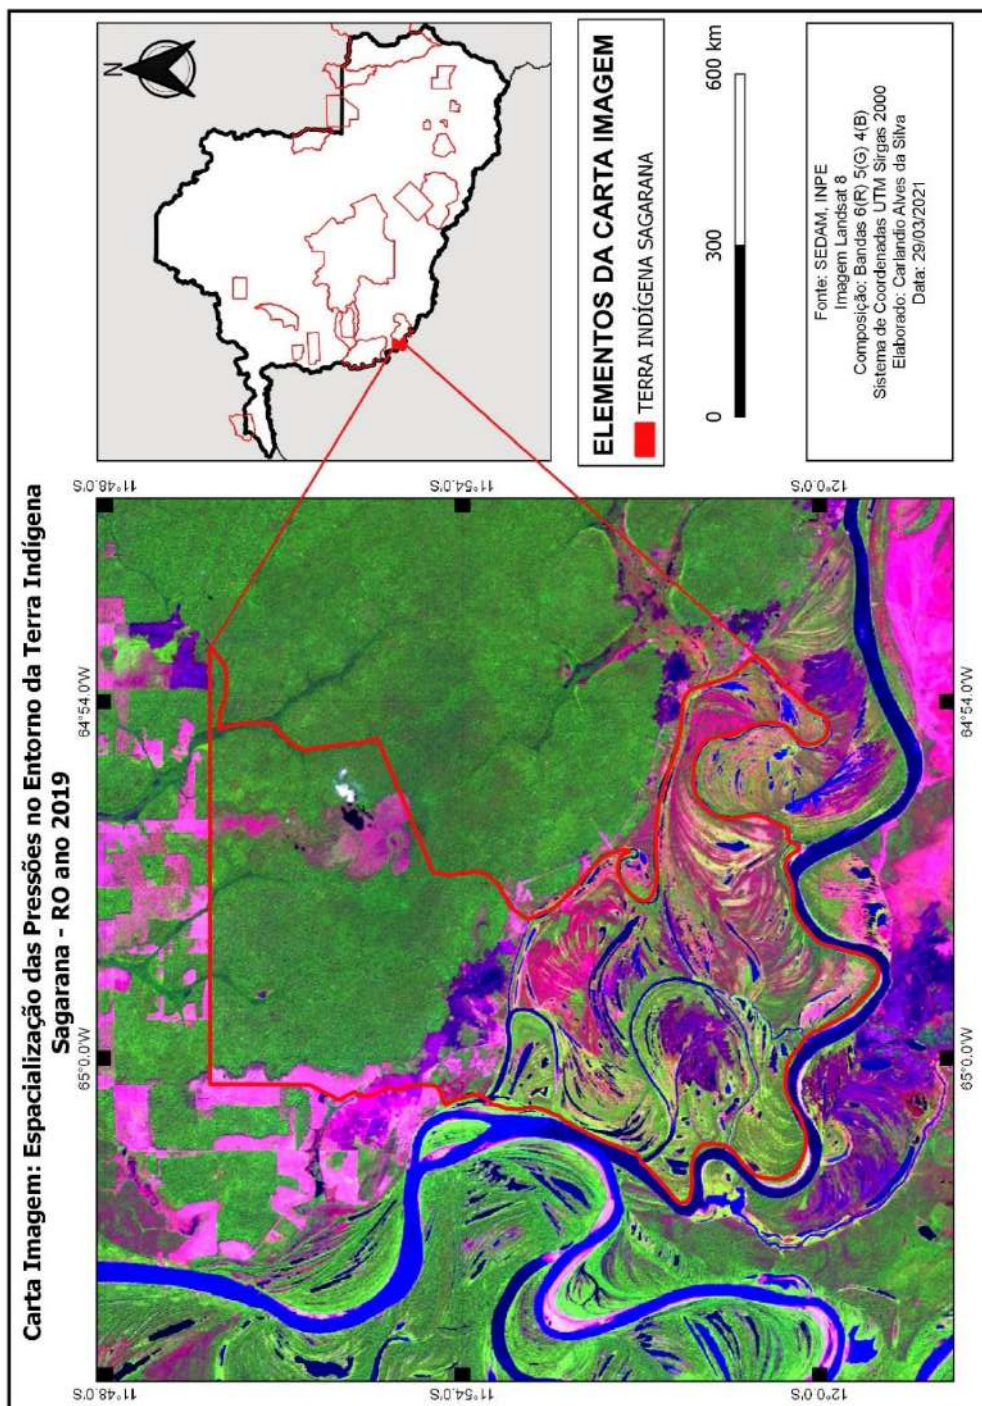 Carta Imagem: Espacialização das Pressões no Entorno da Terra Indígena
Sagarana - RO ano 2019
65°0.0'W
64°54.0'W
11°48.0'S
11°48.0'S
11°54.0'S
11°54.0'S
12°0.0'S
12°0.0'S
65°0.0'W
64°54.0'W
N
ELEMENTOS DA CARTA IMAGEM
TERRA INDÍGENA SAGARANA
0
300
600 km
Fonte: SEDAM, INPE
Imagem Landsat 8
Composição: Bandas 6(R) 5(G) 4(B)
Sistema de Coordenadas UTM Sirgas 2000
Elaborado: Carlandio Alves da Silva
Data: 29/03/2021